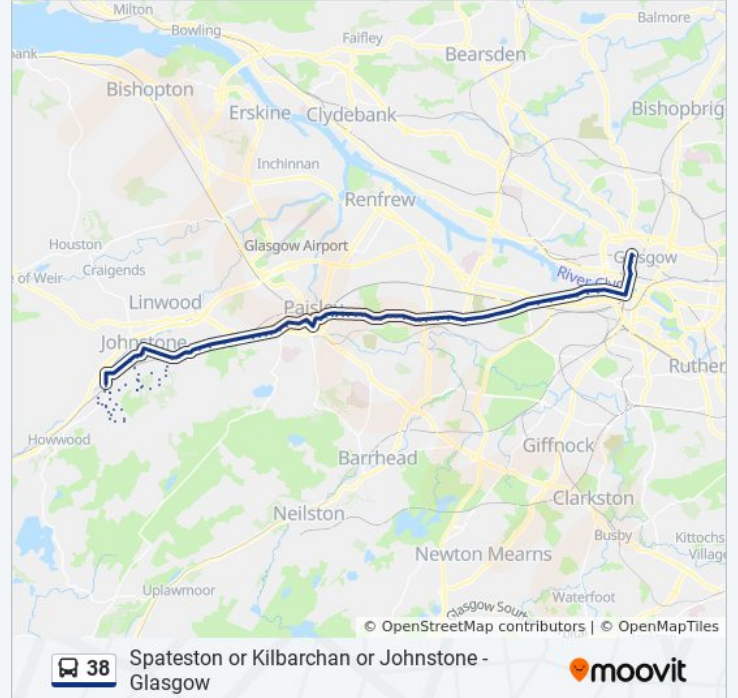 Milton
Balmore
Bowling
Faifley
Bearsden
Bishopton
Erskine
Clydebank
Bishopbrig
Inchinnan
Renfrew
Houston
Glasgow Airport
Glasgow
e of Weir
Craigends
River Clyd
Linwood
Paisley
Johnstone
Ruther
Howwood
Giffnock
Barrhead
Clarkston
Neilston
Busby
Kittochs
Village
Newton Mearns
Uplawmoor
Waterfoot
Glasgow South
© OpenStreetMap contributors | © OpenMapTiles
38
Spateston or Kilbarchan or Johnstone -
Glasgow
moovit